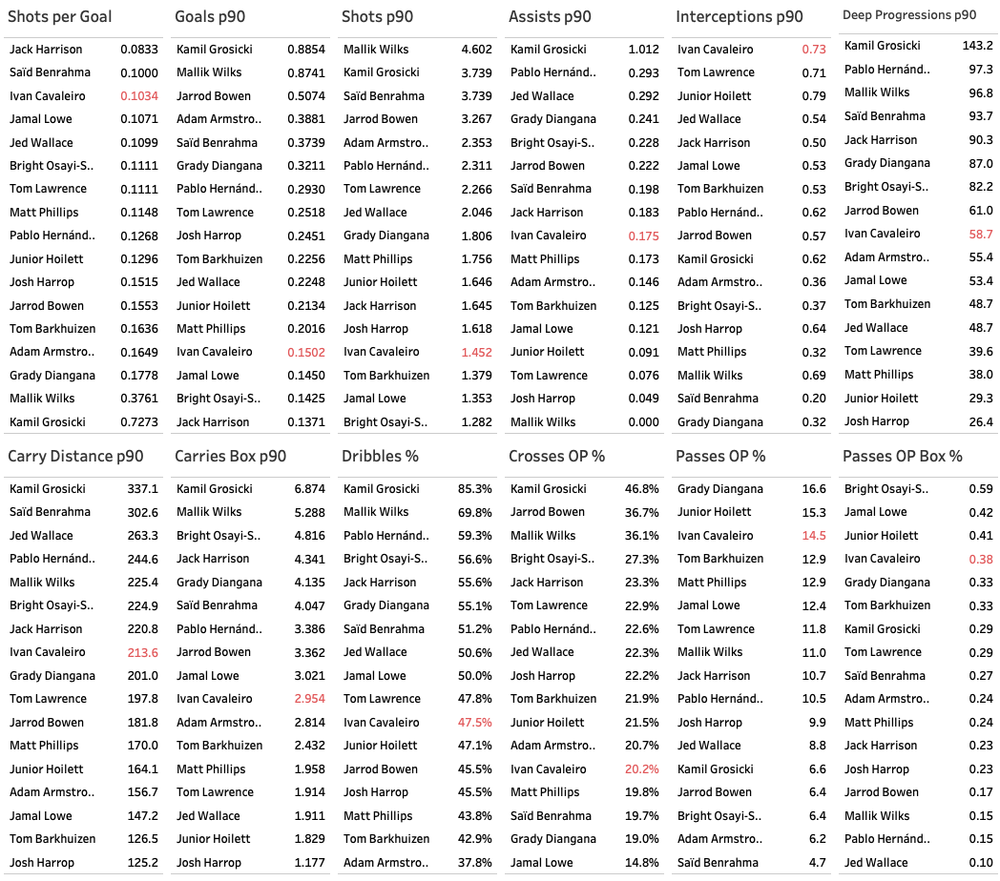 Shots per Goal
Jack Harrison 0.0833
Saïd Benrahma 0.1000
Ivan Cavaleiro 0.1034
Jamal Lowe 0.1071
Jed Wallace 0.1099
Bright Osayi-S.. 0.1111
Tom Lawrence 0.1111
Matt Phillips 0.1148
Pablo Hernánd.. 0.1268
Junior Hoilett 0.1296
Josh Harrop 0.1515
Jarrod Bowen 0.1553
Tom Barkhuizen 0.1636
Adam Armstro.. 0.1649
Grady Diangana 0.1778
Mallik Wilks 0.3761
Kamil Grosicki 0.7273
Goals p90
Kamil Grosicki 0.8854
Mallik Wilks 0.8741
Jarrod Bowen 0.5074
Adam Armstro.. 0.3881
Saïd Benrahma 0.3739
Grady Diangana 0.3211
Pablo Hernánd.. 0.2930
Tom Lawrence 0.2518
Josh Harrop 0.2451
Tom Barkhuizen 0.2256
Jed Wallace 0.2248
Junior Hoilett 0.2134
Matt Phillips 0.2016
Ivan Cavaleiro 0.1502
Jamal Lowe 0.1450
Bright Osayi-S.. 0.1425
Jack Harrison 0.1371
Shots p90
Mallik Wilks 4.602
Kamil Grosicki 3.739
Saïd Benrahma 3.739
Jarrod Bowen 3.267
Adam Armstro.. 2.353
Pablo Hernánd.. 2.311
Tom Lawrence 2.266
Jed Wallace 2.046
Grady Diangana 1.806
Matt Phillips 1.756
Junior Hoilett 1.646
Jack Harrison 1.645
Josh Harrop 1.618
Ivan Cavaleiro 1.452
Tom Barkhuizen 1.379
Jamal Lowe 1.353
Bright Osayi-S.. 1.282
Assists p90
Kamil Grosicki 1.012
Pablo Hernánd.. 0.293
Jed Wallace 0.292
Grady Diangana 0.241
Bright Osayi-S.. 0.228
Jarrod Bowen 0.222
Saïd Benrahma 0.198
Jack Harrison 0.183
Ivan Cavaleiro 0.175
Matt Phillips 0.173
Adam Armstro.. 0.146
Tom Barkhuizen 0.125
Jamal Lowe 0.121
Junior Hoilett 0.091
Tom Lawrence 0.076
Josh Harrop 0.049
Mallik Wilks 0.000
Interceptions p90
Ivan Cavaleiro 0.73
Tom Lawrence 0.71
Junior Hoilett 0.79
Jed Wallace 0.54
Jack Harrison 0.50
Jamal Lowe 0.53
Tom Barkhuizen 0.53
Pablo Hernánd.. 0.62
Jarrod Bowen 0.57
Kamil Grosicki 0.62
Adam Armstro.. 0.36
Bright Osayi-S.. 0.37
Josh Harrop 0.64
Matt Phillips 0.32
Mallik Wilks 0.69
Saïd Benrahma 0.20
Grady Diangana 0.32
Deep Progressions p90
Kamil Grosicki 143.2
Pablo Hernánd.. 97.3
Mallik Wilks 96.8
Saïd Benrahma 93.7
Jack Harrison 90.3
Grady Diangana 87.0
Bright Osayi-S.. 82.2
Jarrod Bowen 61.0
Ivan Cavaleiro 58.7
Adam Armstro.. 55.4
Jamal Lowe 53.4
Tom Barkhuizen 48.7
Jed Wallace 48.7
Tom Lawrence 39.6
Matt Phillips 38.0
Junior Hoilett 29.3
Josh Harrop 26.4
Carry Distance p90
Kamil Grosicki 337.1
Saïd Benrahma 302.6
Jed Wallace 263.3
Pablo Hernánd.. 244.6
Mallik Wilks 225.4
Bright Osayi-S.. 224.9
Jack Harrison 220.8
Ivan Cavaleiro 213.6
Grady Diangana 201.0
Tom Lawrence 197.8
Jarrod Bowen 181.8
Matt Phillips 170.0
Junior Hoilett 164.1
Adam Armstro.. 156.7
Jamal Lowe 147.2
Tom Barkhuizen 126.5
Josh Harrop 125.2
Carries Box p90
Kamil Grosicki 6.874
Mallik Wilks 5.288
Bright Osayi-S.. 4.816
Jack Harrison 4.341
Grady Diangana 4.135
Saïd Benrahma 4.047
Pablo Hernánd.. 3.386
Jarrod Bowen 3.362
Jamal Lowe 3.021
Ivan Cavaleiro 2.954
Adam Armstro.. 2.814
Tom Barkhuizen 2.432
Matt Phillips 1.958
Tom Lawrence 1.914
Jed Wallace 1.911
Junior Hoilett 1.829
Josh Harrop 1.177
Dribbles %
Kamil Grosicki 85.3%
Mallik Wilks 69.8%
Pablo Hernánd.. 59.3%
Bright Osayi-S.. 56.6%
Jack Harrison 55.6%
Grady Diangana 55.1%
Saïd Benrahma 51.2%
Jed Wallace 50.6%
Jamal Lowe 50.0%
Tom Lawrence 47.8%
Ivan Cavaleiro 47.5%
Junior Hoilett 47.1%
Jarrod Bowen 45.5%
Josh Harrop 45.5%
Matt Phillips 43.8%
Tom Barkhuizen 42.9%
Adam Armstro.. 37.8%
Crosses OP %
Kamil Grosicki 46.8%
Jarrod Bowen 36.7%
Mallik Wilks 36.1%
Bright Osayi-S.. 27.3%
Jack Harrison 23.3%
Tom Lawrence 22.9%
Pablo Hernánd.. 22.6%
Jed Wallace 22.3%
Josh Harrop 22.2%
Tom Barkhuizen 21.9%
Junior Hoilett 21.5%
Adam Armstro.. 20.7%
Ivan Cavaleiro 20.2%
Matt Phillips 19.8%
Saïd Benrahma 19.7%
Grady Diangana 19.0%
Jamal Lowe 14.8%
Passes OP %
Grady Diangana 16.6
Junior Hoilett 15.3
Ivan Cavaleiro 14.5
Tom Barkhuizen 12.9
Matt Phillips 12.9
Jamal Lowe 12.4
Tom Lawrence 11.8
Mallik Wilks 11.0
Jack Harrison 10.7
Pablo Hernánd.. 10.5
Josh Harrop 9.9
Jed Wallace 8.8
Kamil Grosicki 6.6
Jarrod Bowen 6.4
Bright Osayi-S.. 6.4
Adam Armstro.. 6.2
Saïd Benrahma 4.7
Passes OP Box %
Bright Osayi-S.. 0.59
Jamal Lowe 0.42
Junior Hoilett 0.41
Ivan Cavaleiro 0.38
Grady Diangana 0.33
Tom Barkhuizen 0.33
Kamil Grosicki 0.29
Tom Lawrence 0.29
Saïd Benrahma 0.27
Adam Armstro.. 0.24
Matt Phillips 0.24
Jack Harrison 0.23
Josh Harrop 0.23
Jarrod Bowen 0.17
Mallik Wilks 0.15
Pablo Hernánd.. 0.15
Jed Wallace 0.10